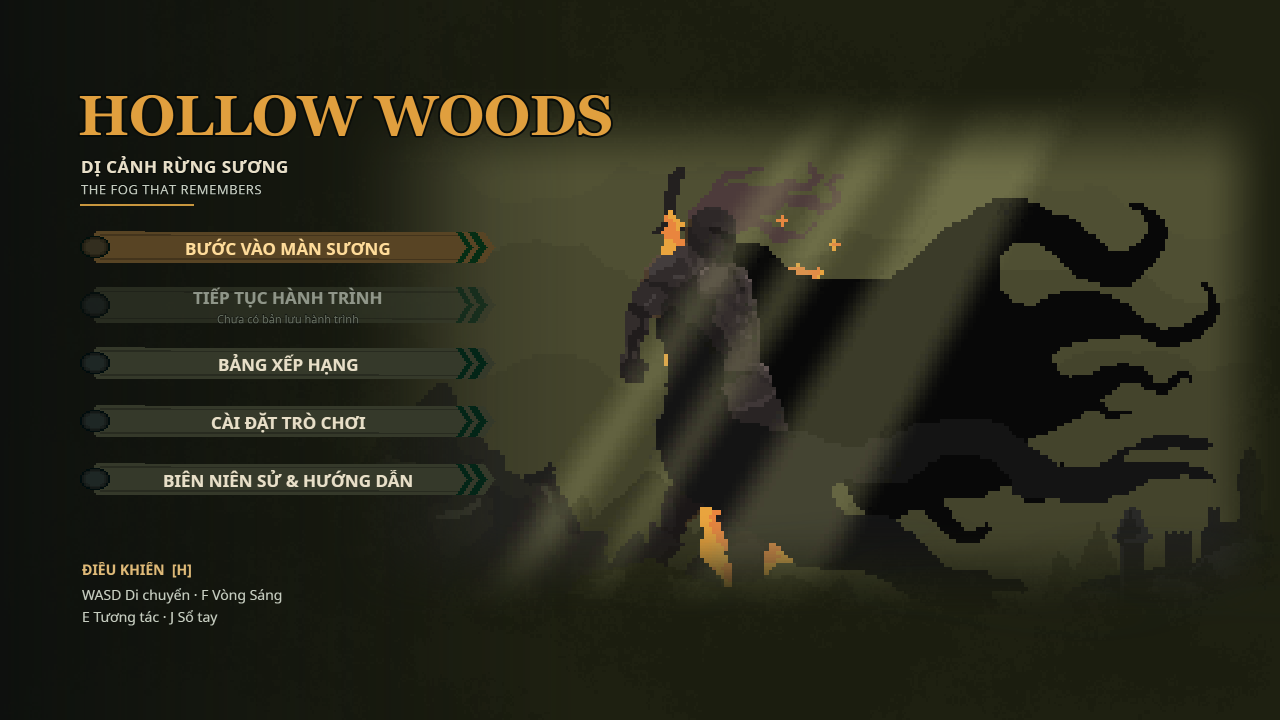 HOLLOW WOODS
DỊ CẢNH RỪNG SƯƠNG
THE FOG THAT REMEMBERS
BƯỚC VÀO MÀN SƯƠNG
TIẾP TỤC HÀNH TRÌNH
Chưa có bản lưu hành trình
BẢNG XẾP HẠNG
CÀI ĐẶT TRÒ CHƠI
BIÊN NIÊN SỬ & HƯỚNG DẪN
ĐIỀU KHIỂN [H]
WASD Di chuyển · F Vòng Sáng
E Tương tác · J Sổ tay